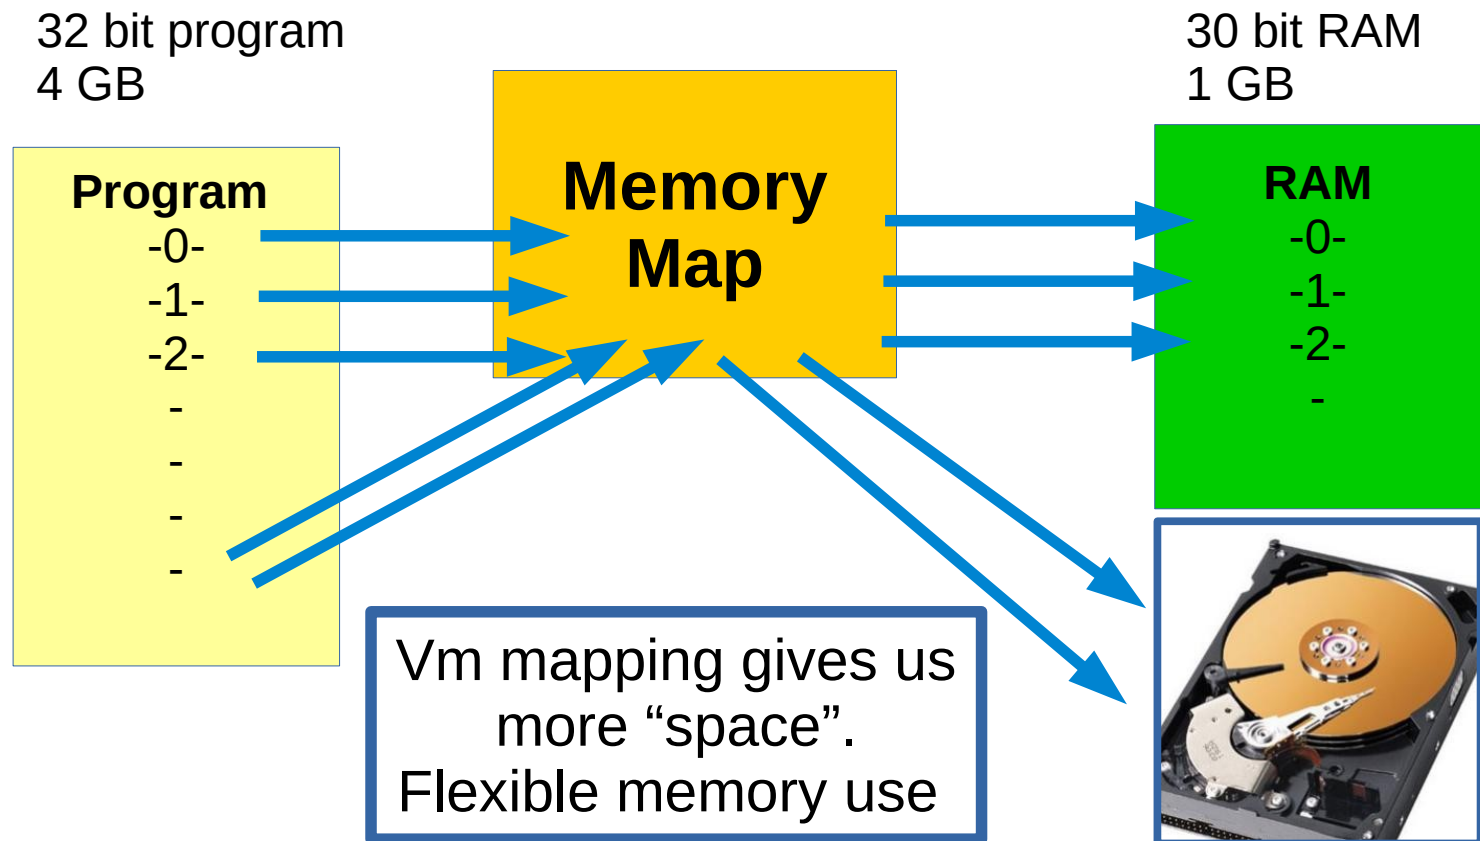 32 bit program
4 GB
30 bit RAM
1 GB
Program
-0-
-1-
-2-
-
-
-
-
Memory
Map
RAM
-0-
-1-
-2-
-
Vm mapping gives us
more “space”.
Flexible memory use